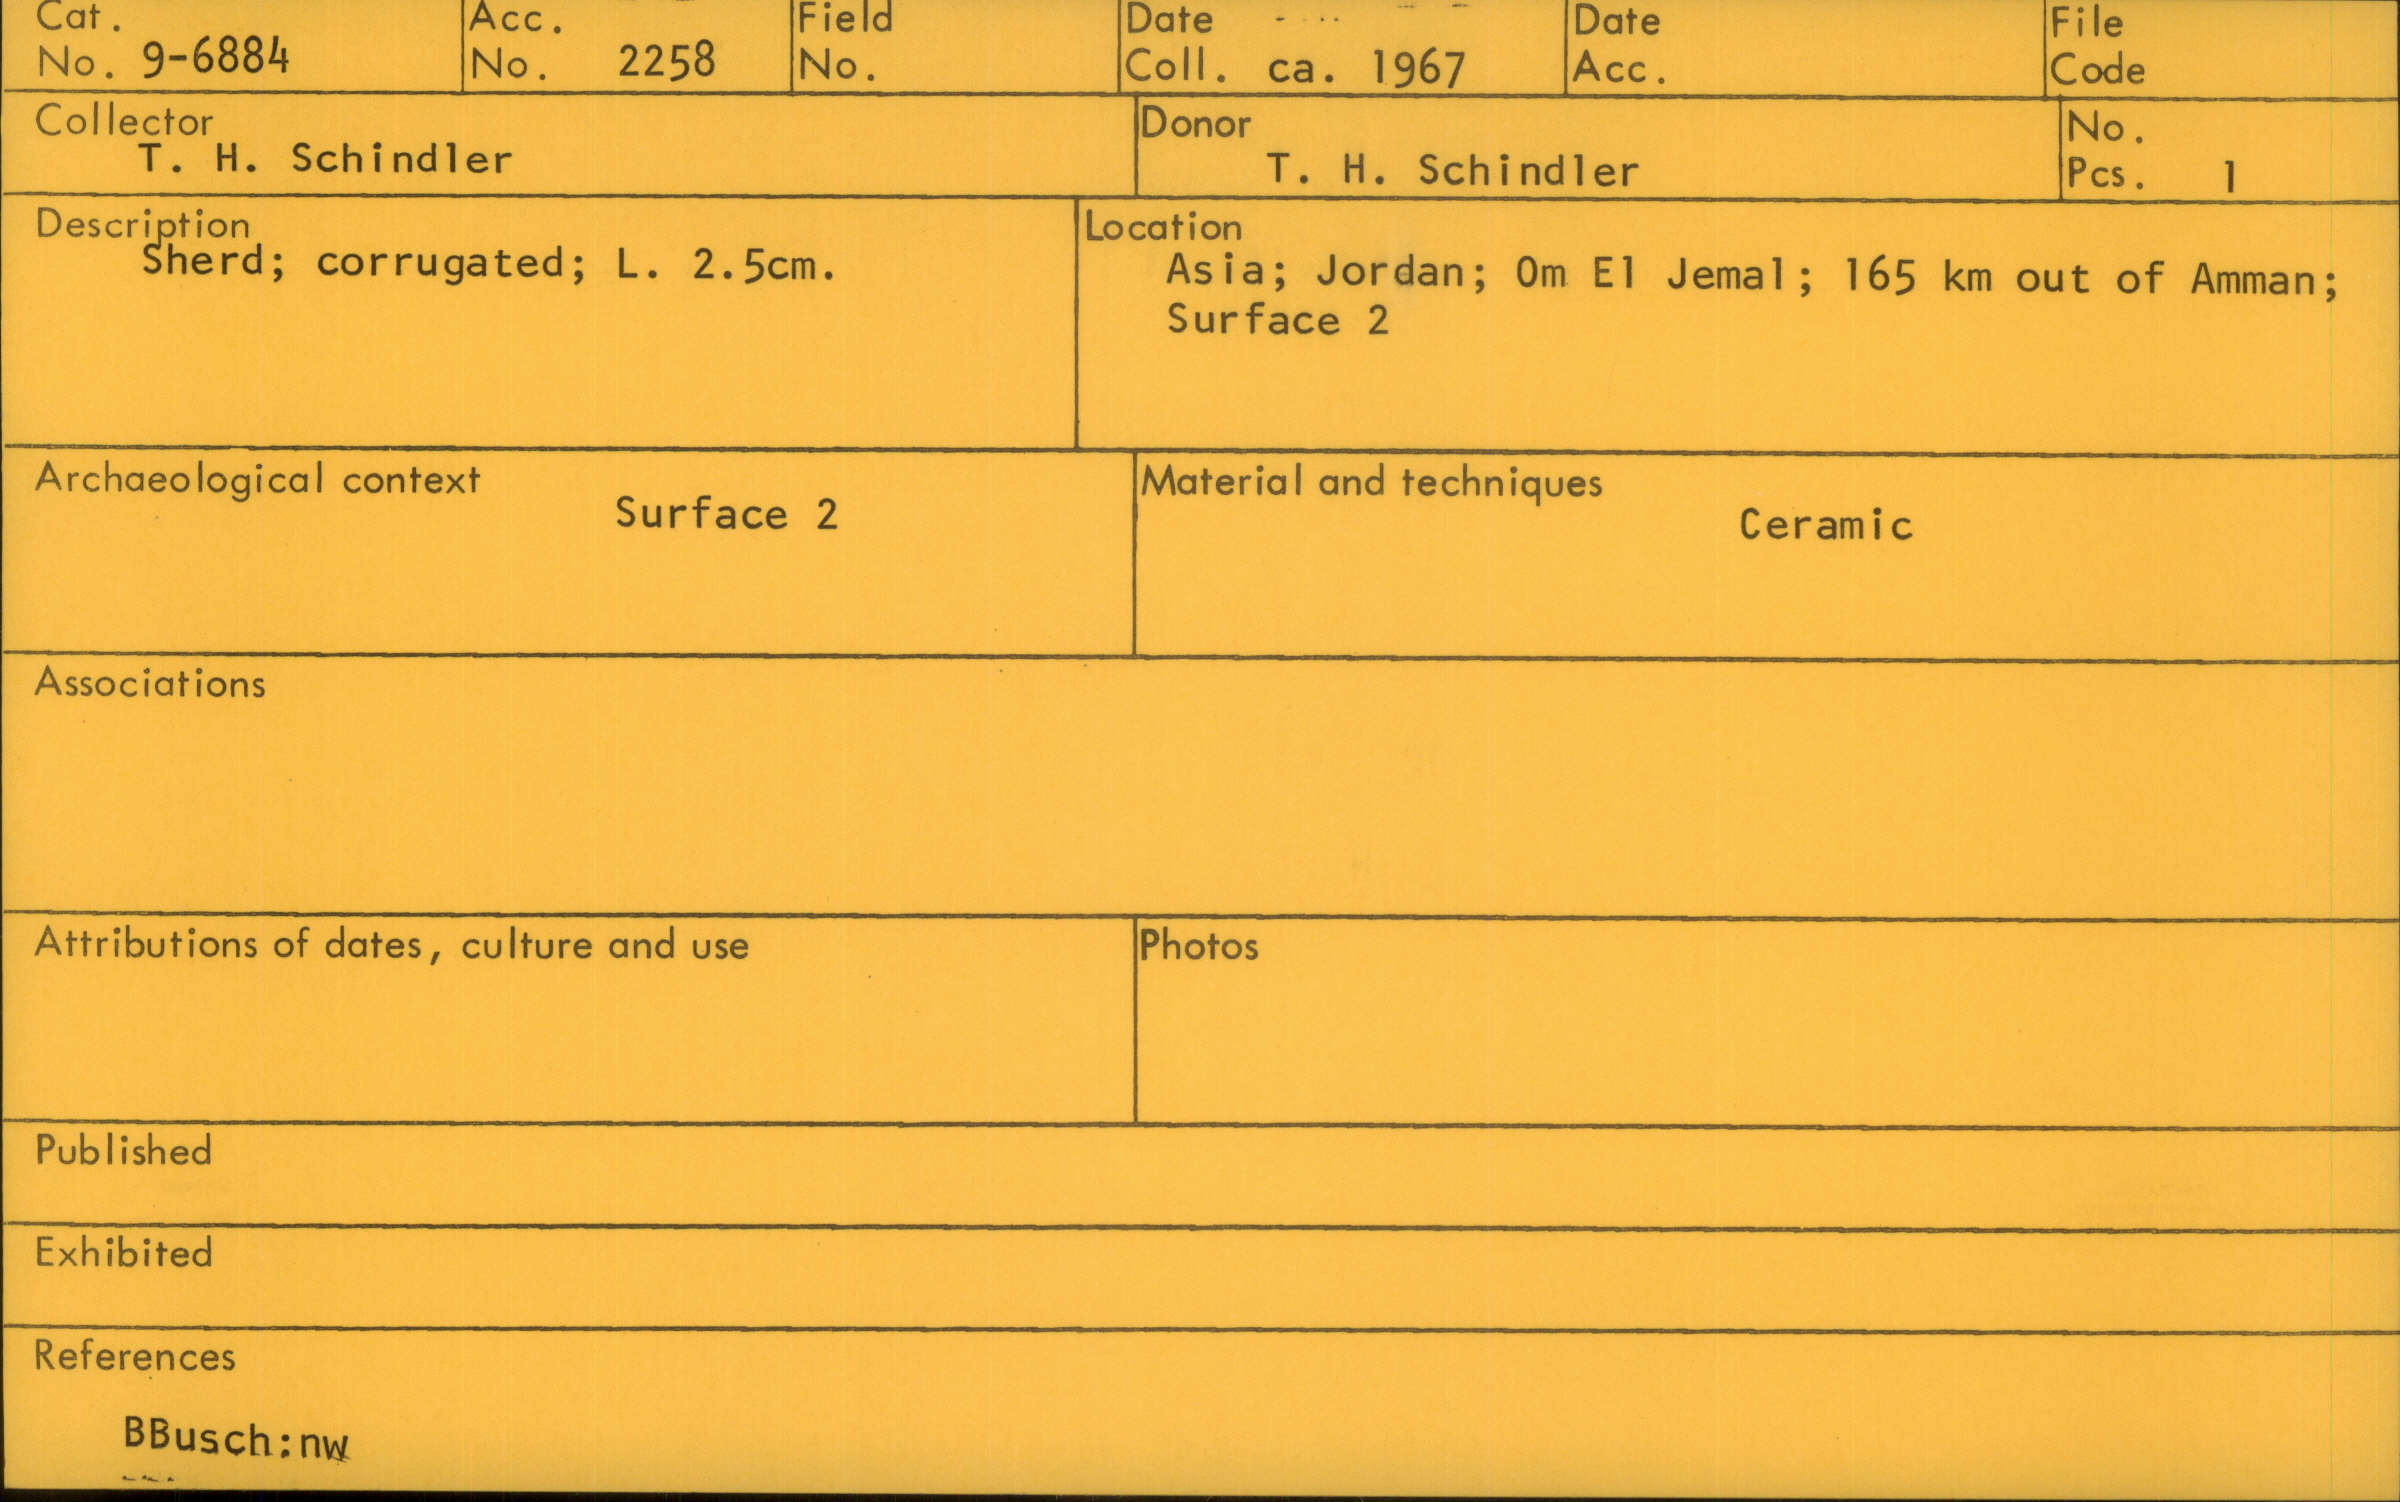 Cat. No. 9-6884
Acc. No. 2258
Field No.
Date Coll. ca. 1967
Date Acc.
File Code
Collector
T. H. Schindler
Donor
T. H. Schindler
No. Pcs. 1
Description
Sherd; corrugated; L. 2.5cm.
Location
Asia; Jordan; Om El Jemal; 165 km out of Amman;
Surface 2
Archaeological context
Surface 2
Material and techniques
Ceramic
Associations
Attributions of dates, culture and use
Photos
Published
Exhibited
References
BBusch:nw